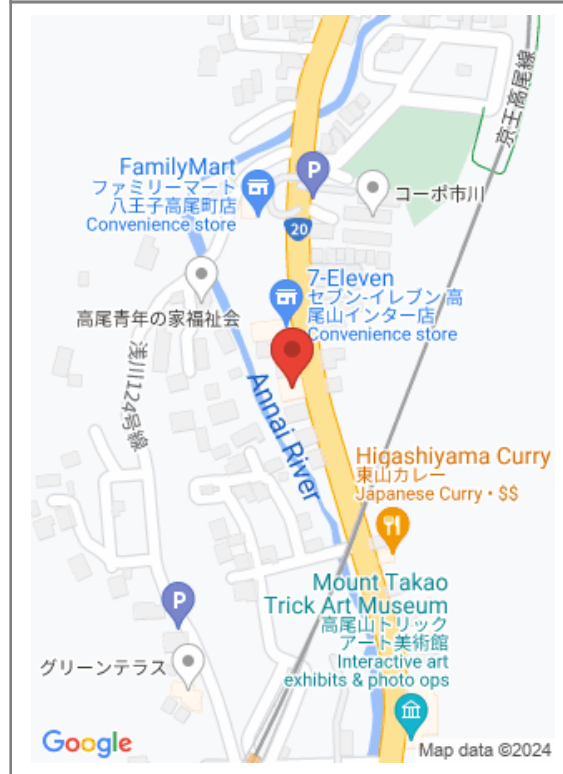 京王高尾線
FamilyMart
ファミリーマート
八王子高尾町店
Convenience store
P
コーポ市川
20
7-Eleven
セブン-イレブン 高
尾山インター店
Convenience store
高尾青年の家福祉会
浅川124号線
Annai River
Higashiyama Curry
東山カレー
Japanese Curry • $$
Mount Takao
Trick Art Museum
高尾山トリック
アート美術館
Interactive art
exhibits & photo ops
P
グリーンテラス
Google
Map data ©2024